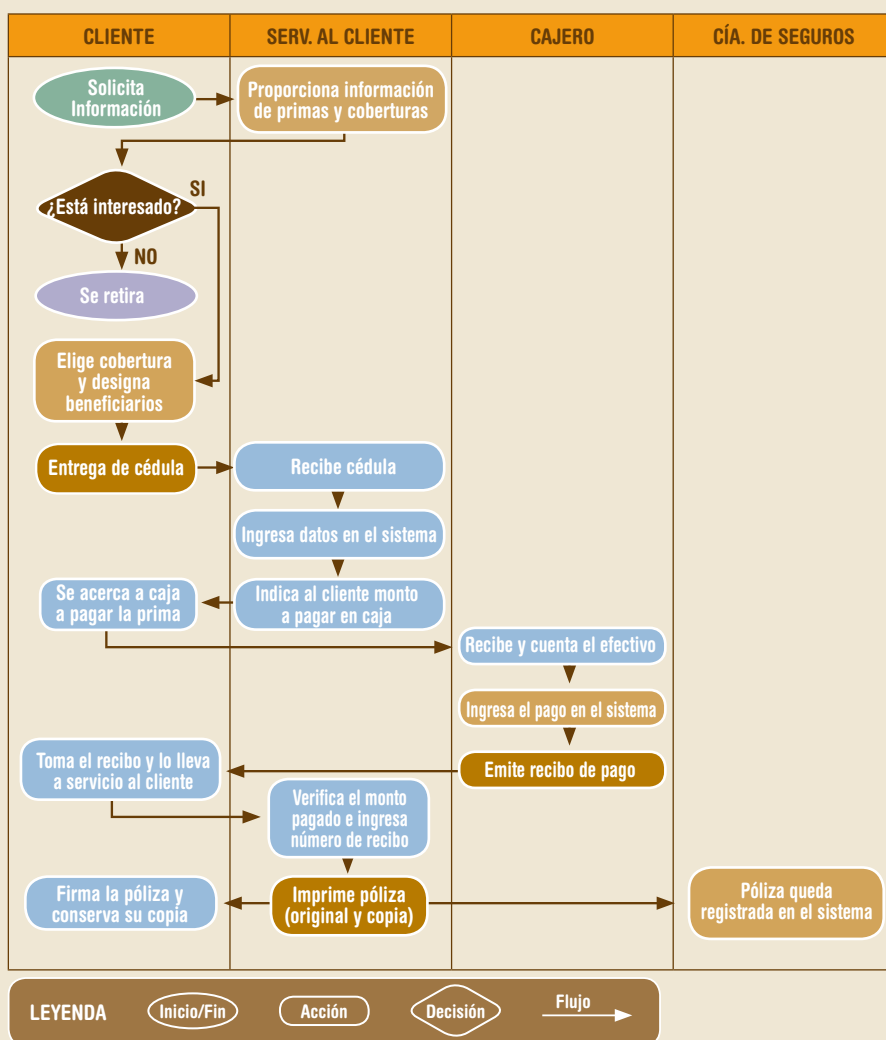 CLIENTE
SERV. AL CLIENTE
CAJERO
CÍA. DE SEGUROS
Solicita
Información
Proporciona información
de primas y coberturas
¿Está interesado?
SI
NO
Se retira
Elige cobertura
y designa
beneficiarios
Entrega de cédula
Recibe cédula
Ingresa datos en el sistema
Indica al cliente monto
a pagar en caja
Se acerca a caja
a pagar la prima
Recibe y cuenta el efectivo
Ingresa el pago en el sistema
Emite recibo de pago
Toma el recibo y lo lleva
a servicio al cliente
Verifica el monto
pagado e ingresa
número de recibo
Imprime póliza
(original y copia)
Firma la póliza y
conserva su copia
Póliza queda
registrada en el sistema
LEYENDA
Inicio/Fin
Acción
Decisión
Flujo